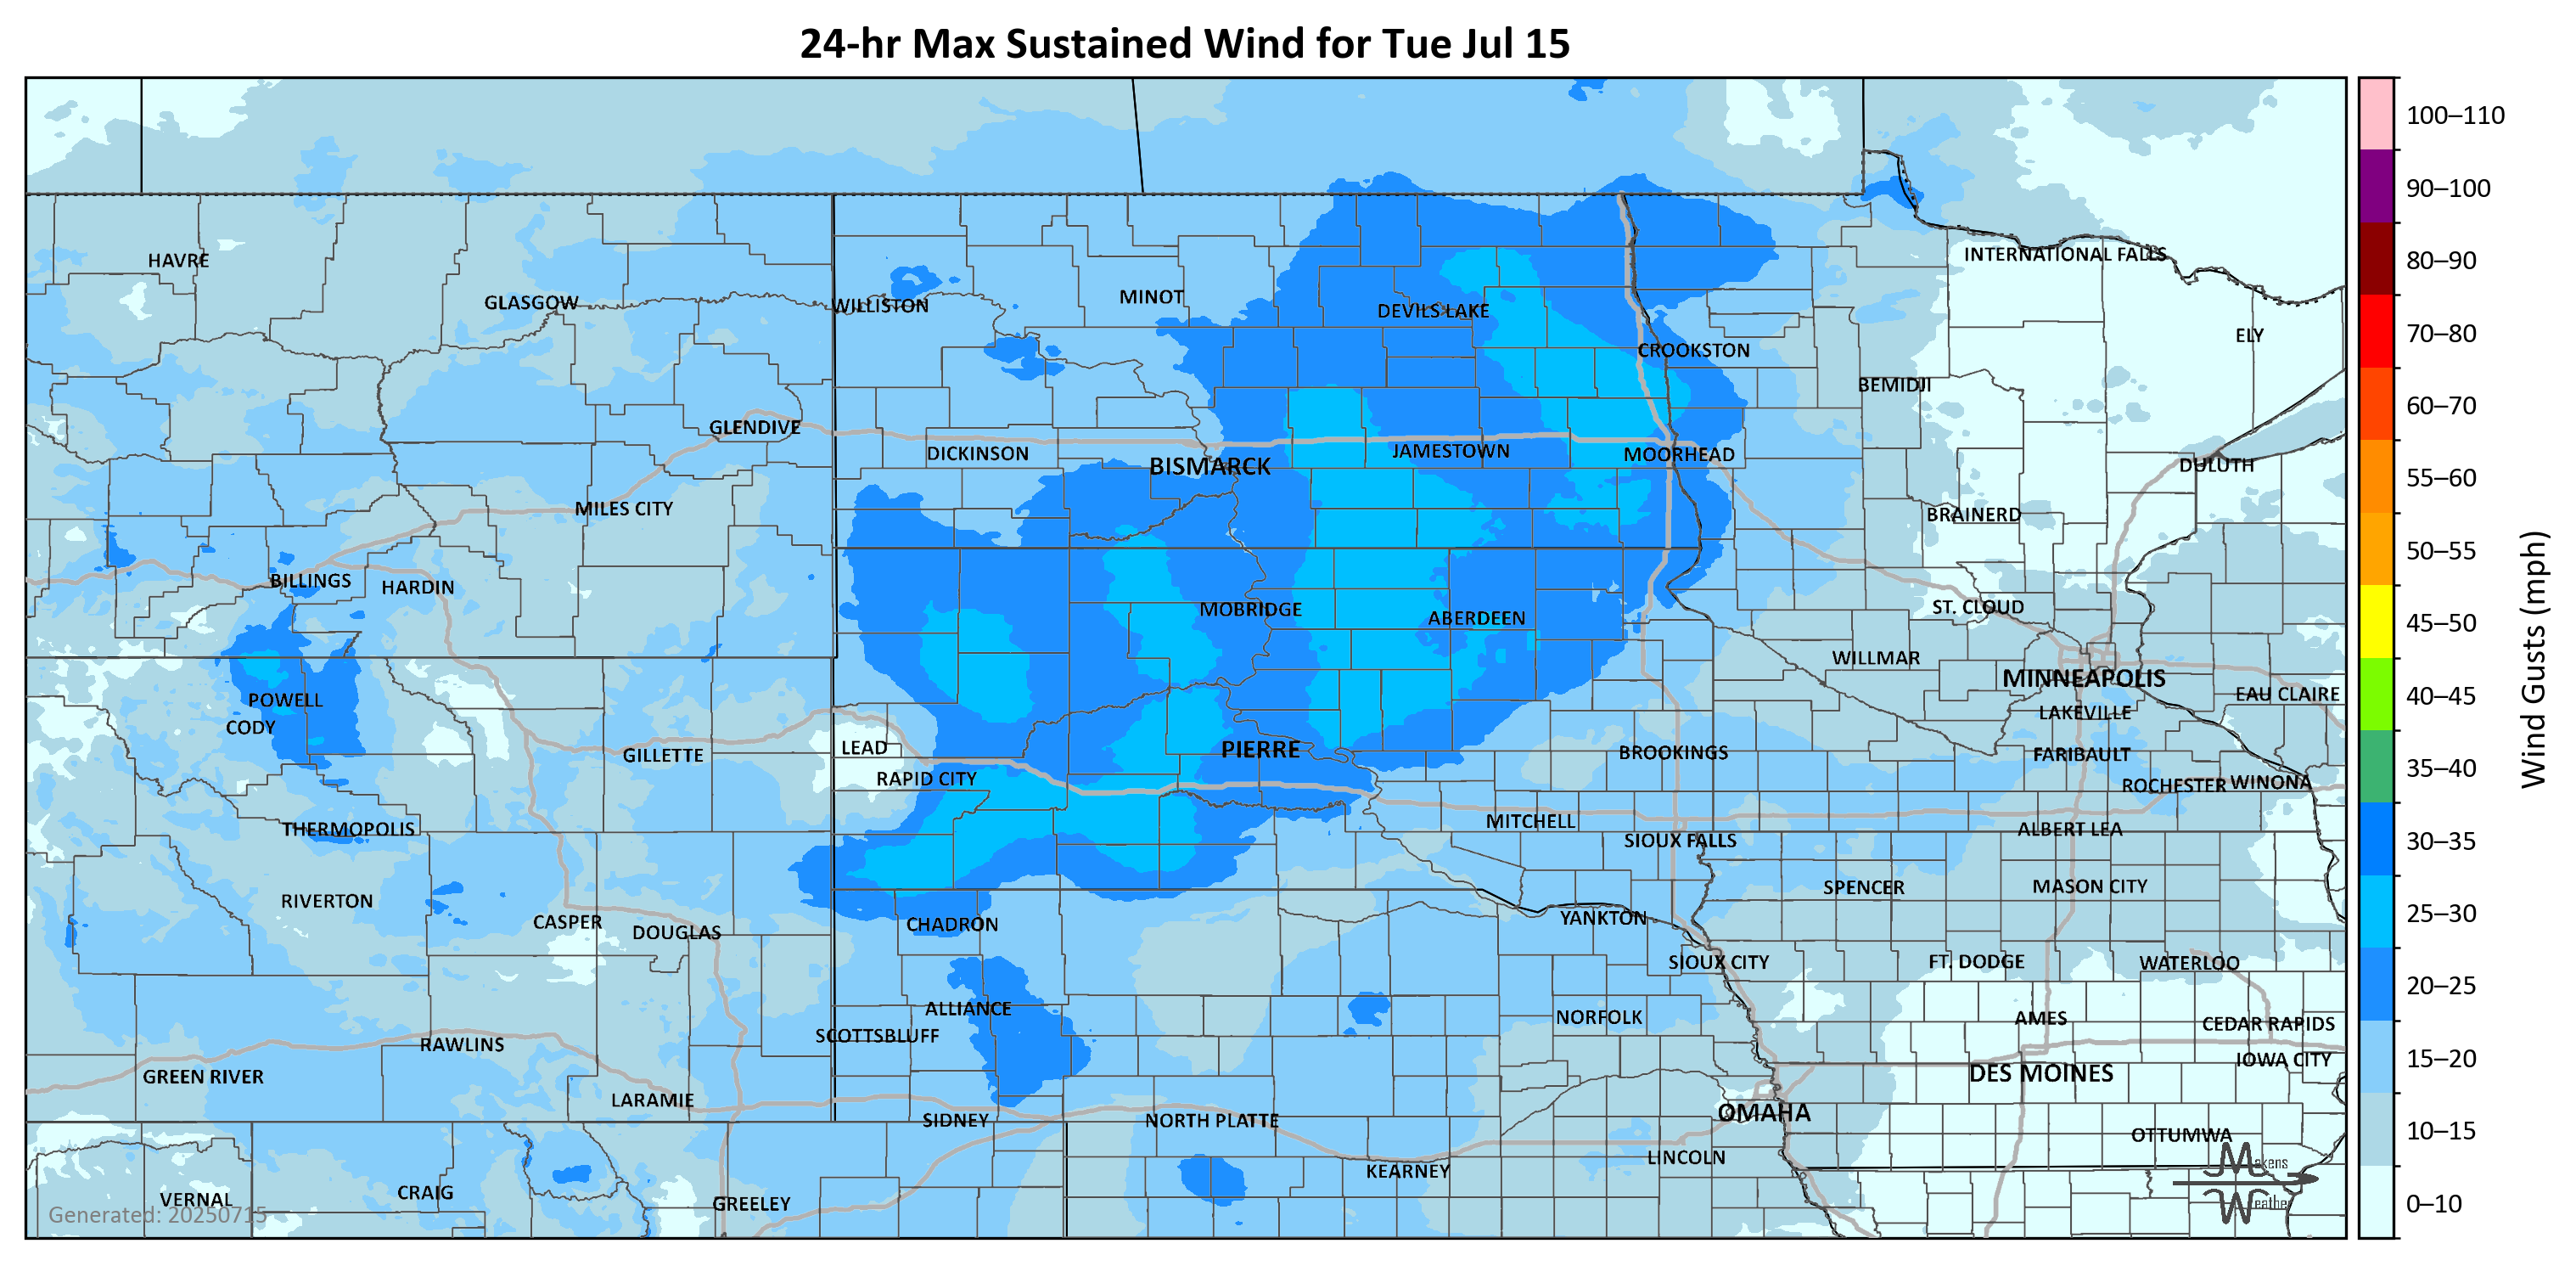 24-hr Max Sustained Wind for Tue Jul 15
100–110
90–100
80–90
70–80
60–70
55–60
50–55
45–50
40–45
35–40
30–35
25–30
20–25
15–20
10–15
0–10
Wind Gusts (mph)
HAVRE
GLASGOW
WILLISTON
MINOT
DEVILS LAKE
INTERNATIONAL FALLS
ELY
CROOKSTON
BEMIDJI
GLENDIVE
DICKINSON
BISMARCK
JAMESTOWN
MOORHEAD
DULUTH
MILES CITY
BRAINERD
BILLINGS
HARDIN
MOBRIDGE
ABERDEEN
ST. CLOUD
WILLMAR
MINNEAPOLIS
POWELL
CODY
EAU CLAIRE
LAKEVILLE
GILLETTE
LEAD
PIERRE
BROOKINGS
FARIBAULT
RAPID CITY
ROCHESTER
WINONA
THERMOPOLIS
MITCHELL
SIOUX FALLS
ALBERT LEA
RIVERTON
SPENCER
MASON CITY
CASPER
DOUGLAS
CHADRON
YANKTON
SIOUX CITY
FT. DODGE
WATERLOO
ALLIANCE
SCOTTSBLUFF
NORFOLK
AMES
CEDAR RAPIDS
RAWLINS
IOWA CITY
GREEN RIVER
DES MOINES
LARAMIE
SIDNEY
NORTH PLATTE
OMAHA
OTTUMWA
KEARNEY
LINCOLN
VERNAL
CRAIG
GREELEY
Generated: 20250715
Makens
Weather